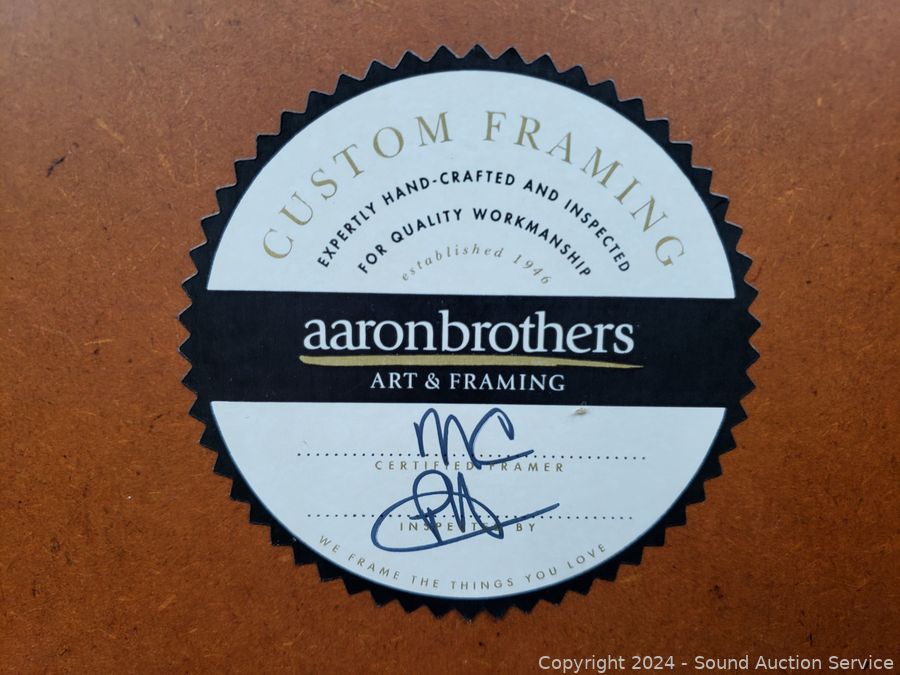 CUSTOM FRAMING
EXPERTLY HAND-CRAFTED AND INSPECTED
FOR QUALITY WORKMANSHIP
established 1946
aaronbrothers
ART & FRAMING
MC
CERTIFIED FRAMER
INSPECTED BY
WE FRAME THE THINGS YOU LOVE
Copyright 2024 - Sound Auction Service